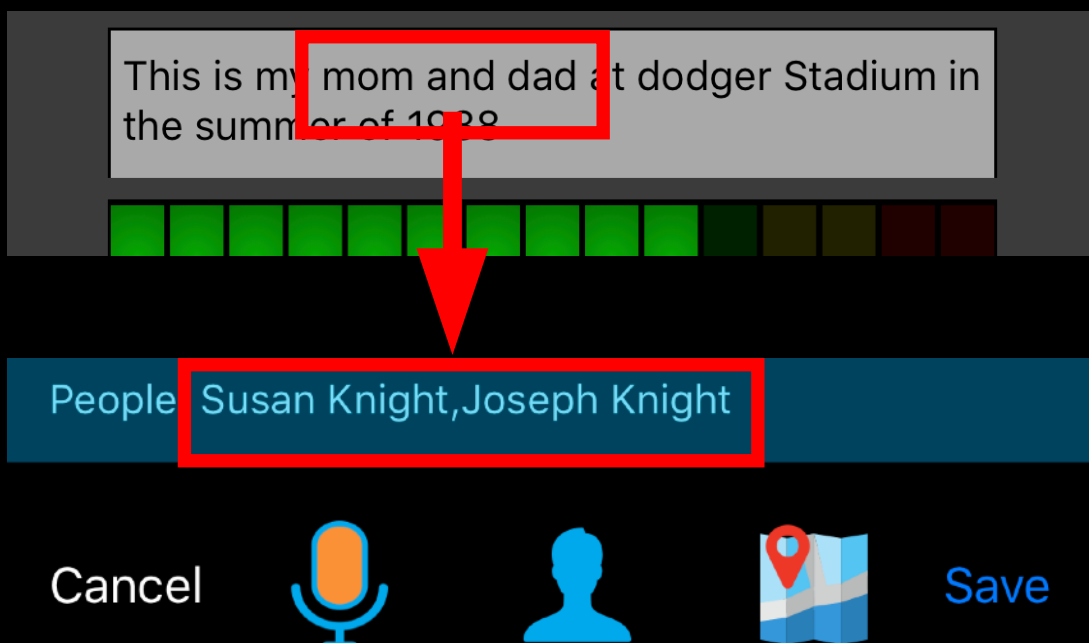 This is my mom and dad at dodger Stadium in
the summer of 1988
People Susan Knight,Joseph Knight
Cancel
Save